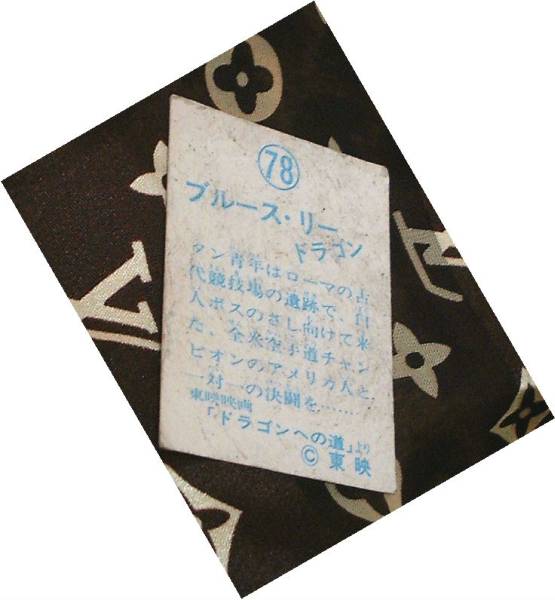 78
ブルース・リー
ドラゴン
タン青年はローマの古
代競技場の遺跡で、白
人ボスのさし向けて来
た、全米空手道チャン
ピオンのアメリカ人と、
一対一の決闘を………
東映映画
「ドラゴンへの道」より
© 東映